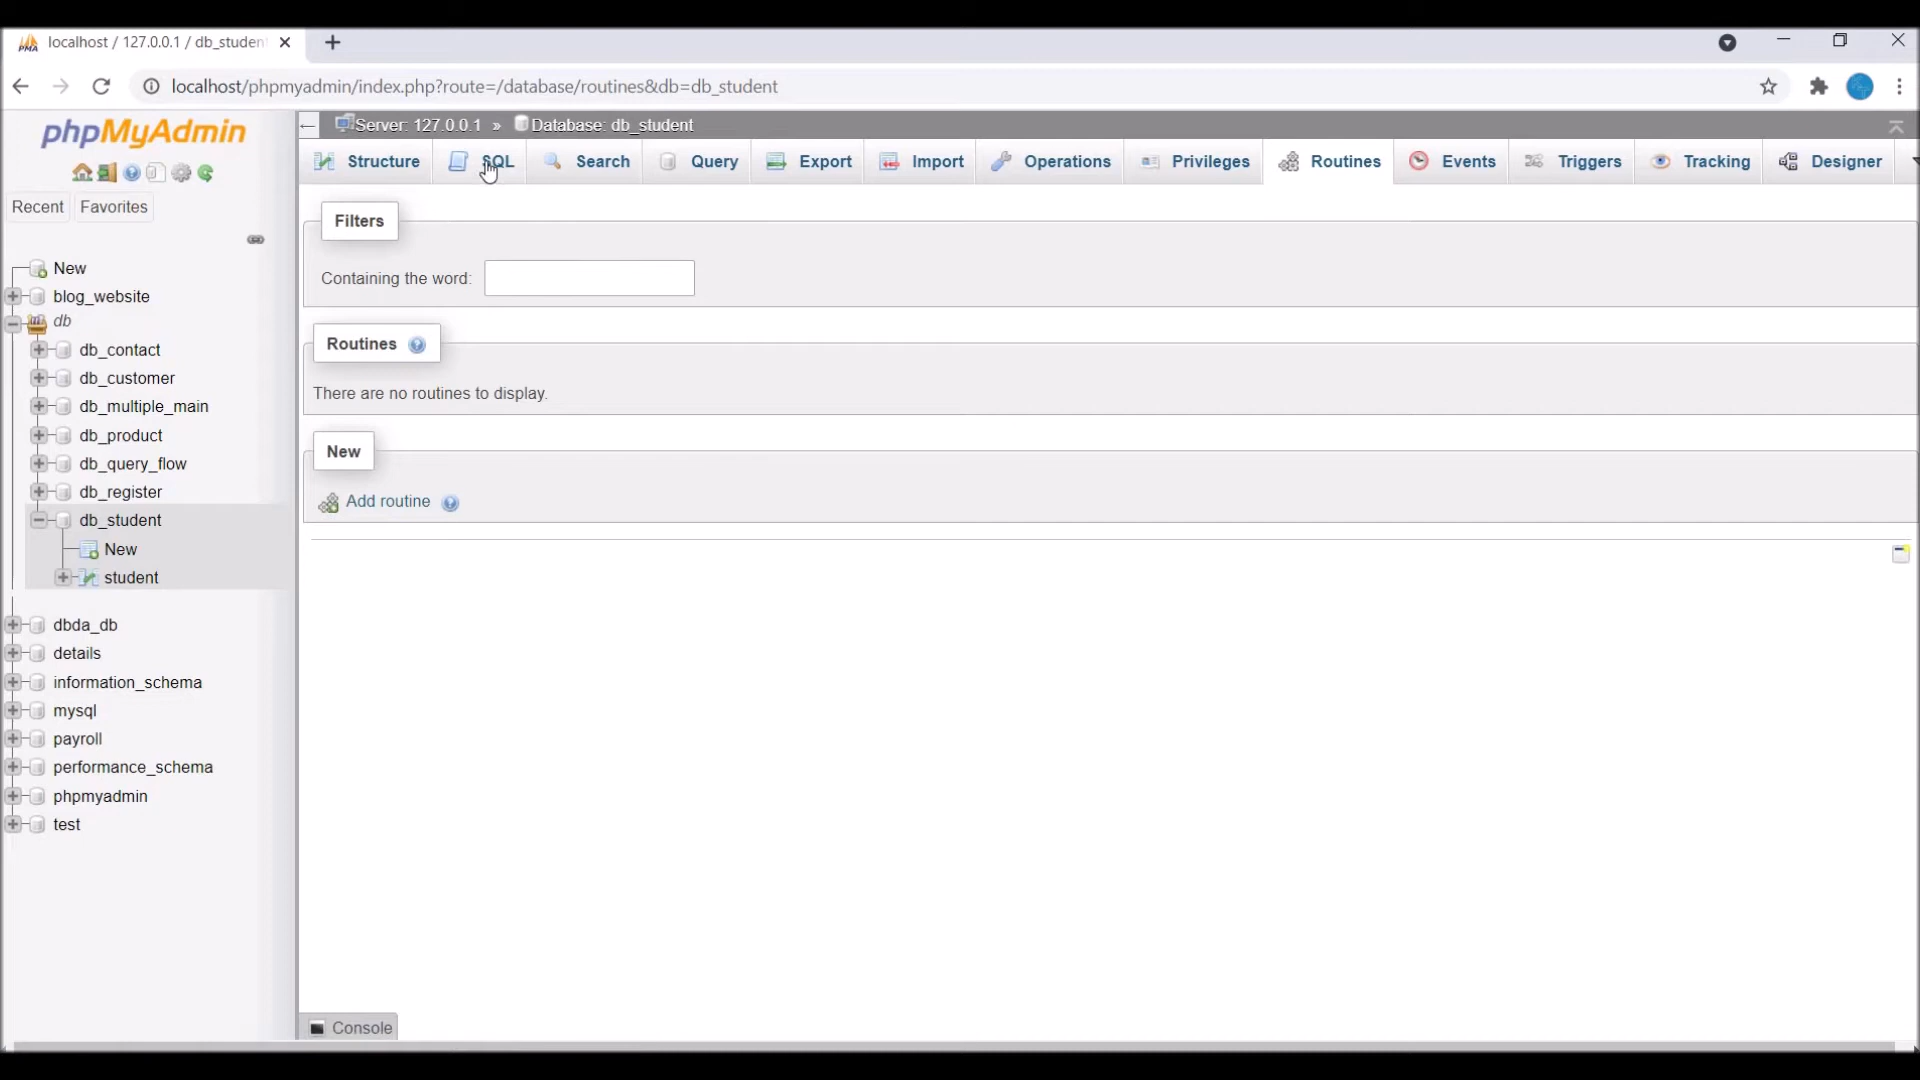 localhost / 127.0.0.1 / db_studen
localhost/phpmyadmin/index.php?route=/database/routines&db=db_student
phpMyAdmin
Recent Favorites
New
blog_website
db
db_contact
db_customer
db_multiple_main
db_product
db_query_flow
db_register
db_student
New
student
dbda_db
details
information_schema
mysql
payroll
performance_schema
phpmyadmin
test
Server: 127.0.0.1 » Database: db_student
Structure SQL Search Query Export Import Operations Privileges Routines Events Triggers Tracking Designer
Filters
Containing the word:
Routines
There are no routines to display.
New
Add routine
Console